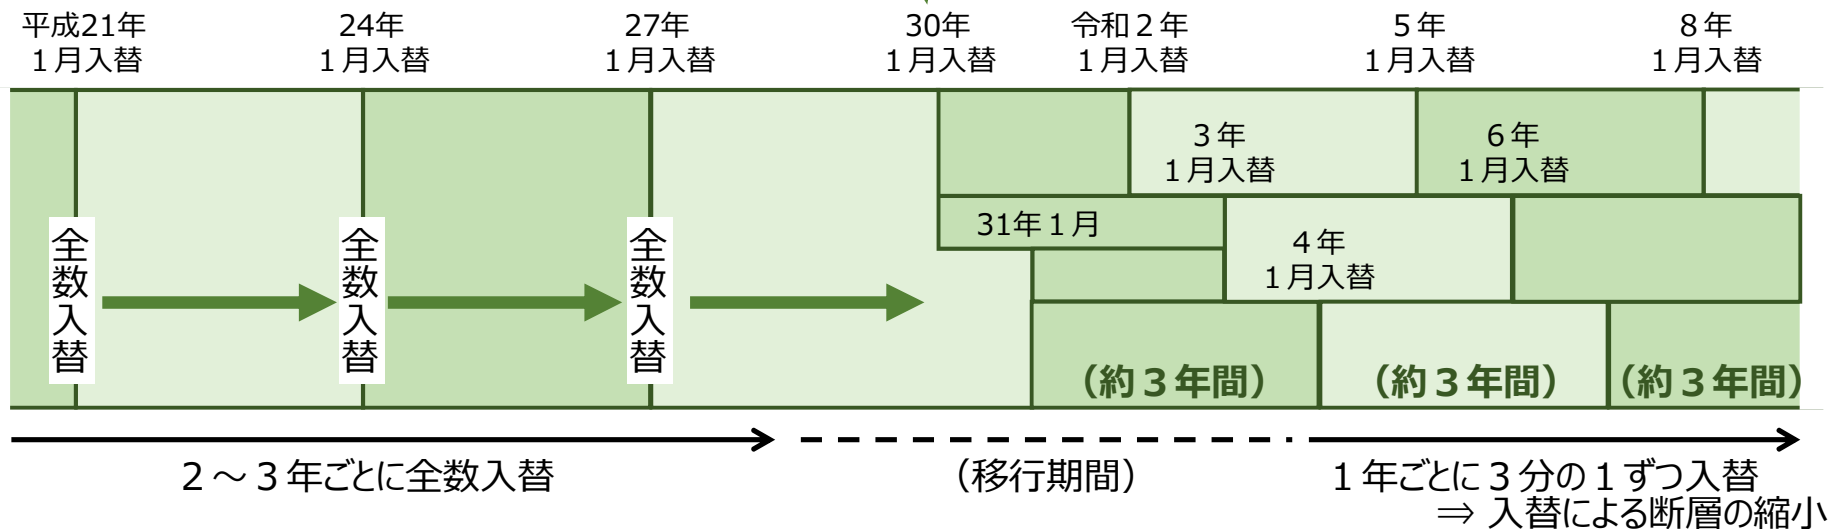 平成21年
１月入替
24年
１月入替
27年
１月入替
30年
１月入替
令和２年
１月入替
５年
１月入替
８年
１月入替
３年
１月入替
６年
１月入替
31年１月
４年
１月入替
全数入替
全数入替
全数入替
（約３年間）
（約３年間）
（約３年間）
２～３年ごとに全数入替
（移行期間）
１年ごとに３分の１ずつ入替
⇒ 入替による断層の縮小